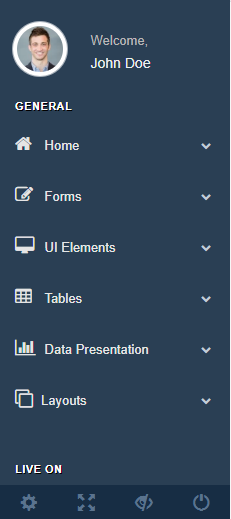 Welcome,
John Doe
GENERAL
Home
Forms
UI Elements
Tables
Data Presentation
Layouts
LIVE ON